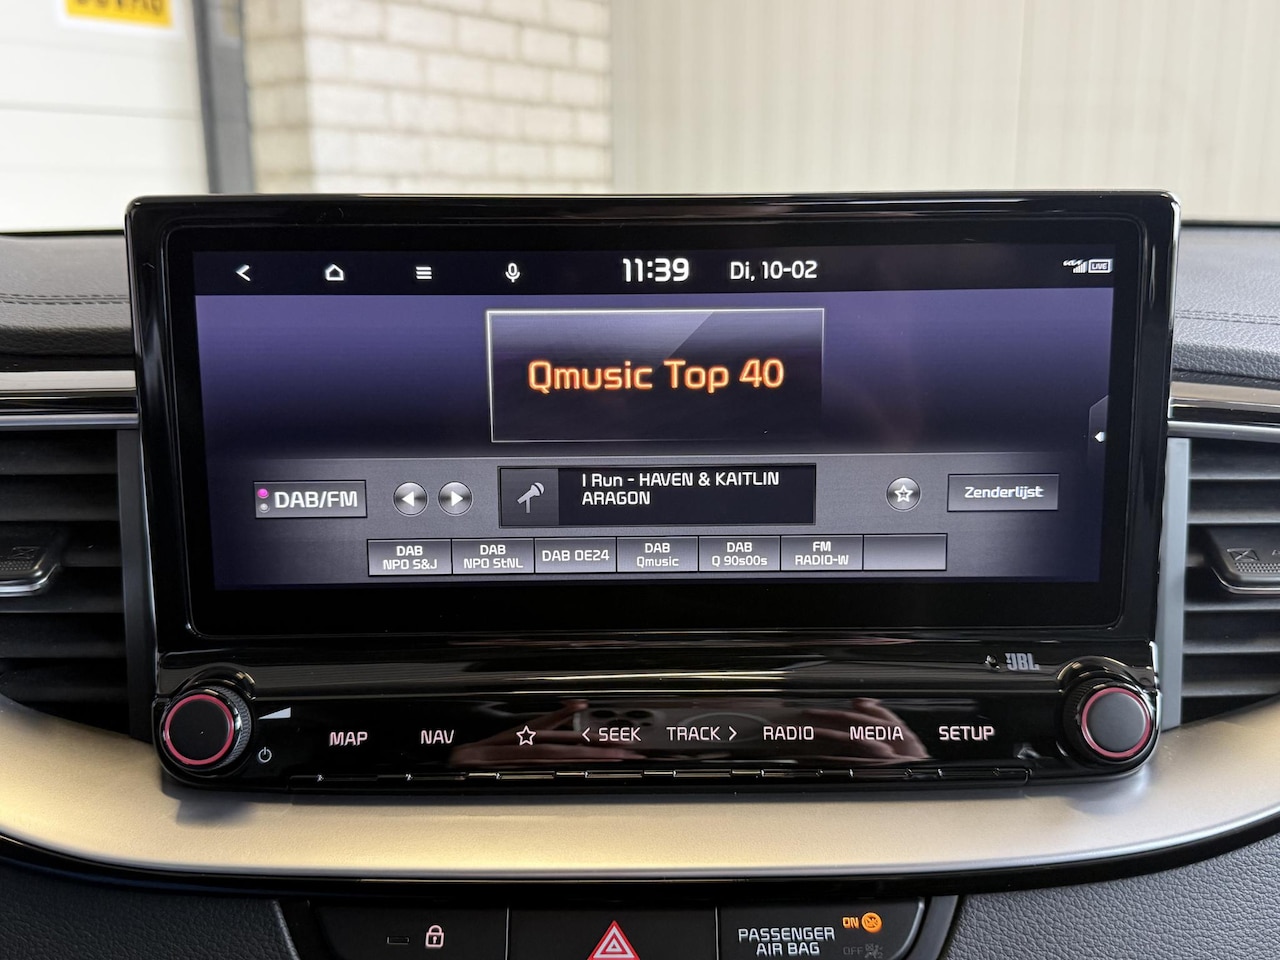 11:39 Di, 10-02
LIVE
Qmusic Top 40
DAB/FM
I Run - HAVEN & KAITLIN
ARAGON
Zenderlijst
DAB
NPO S&J
DAB
NPO StNL
DAB OE24
DAB
Qmusic
DAB
Q 90s00s
FM
RADIO-W
JBL
MAP NAV < SEEK TRACK > RADIO MEDIA SETUP
PASSENGER
AIR BAG
ON
OFF